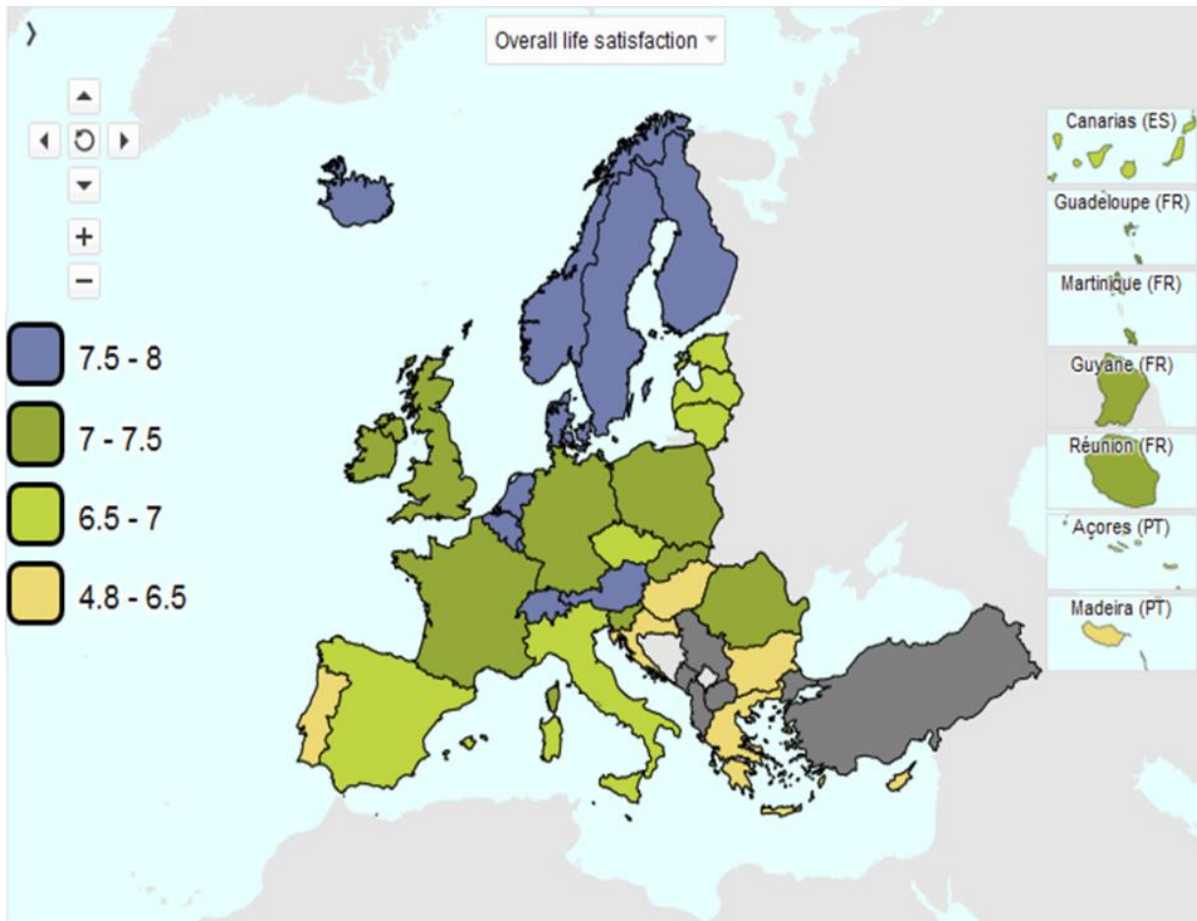 Overall life satisfaction
Canarias (ES)
Guadeloupe (FR)
Martinique (FR)
Guyane (FR)
Réunion (FR)
Açores (PT)
Madeira (PT)
7.5 - 8
7 - 7.5
6.5 - 7
4.8 - 6.5